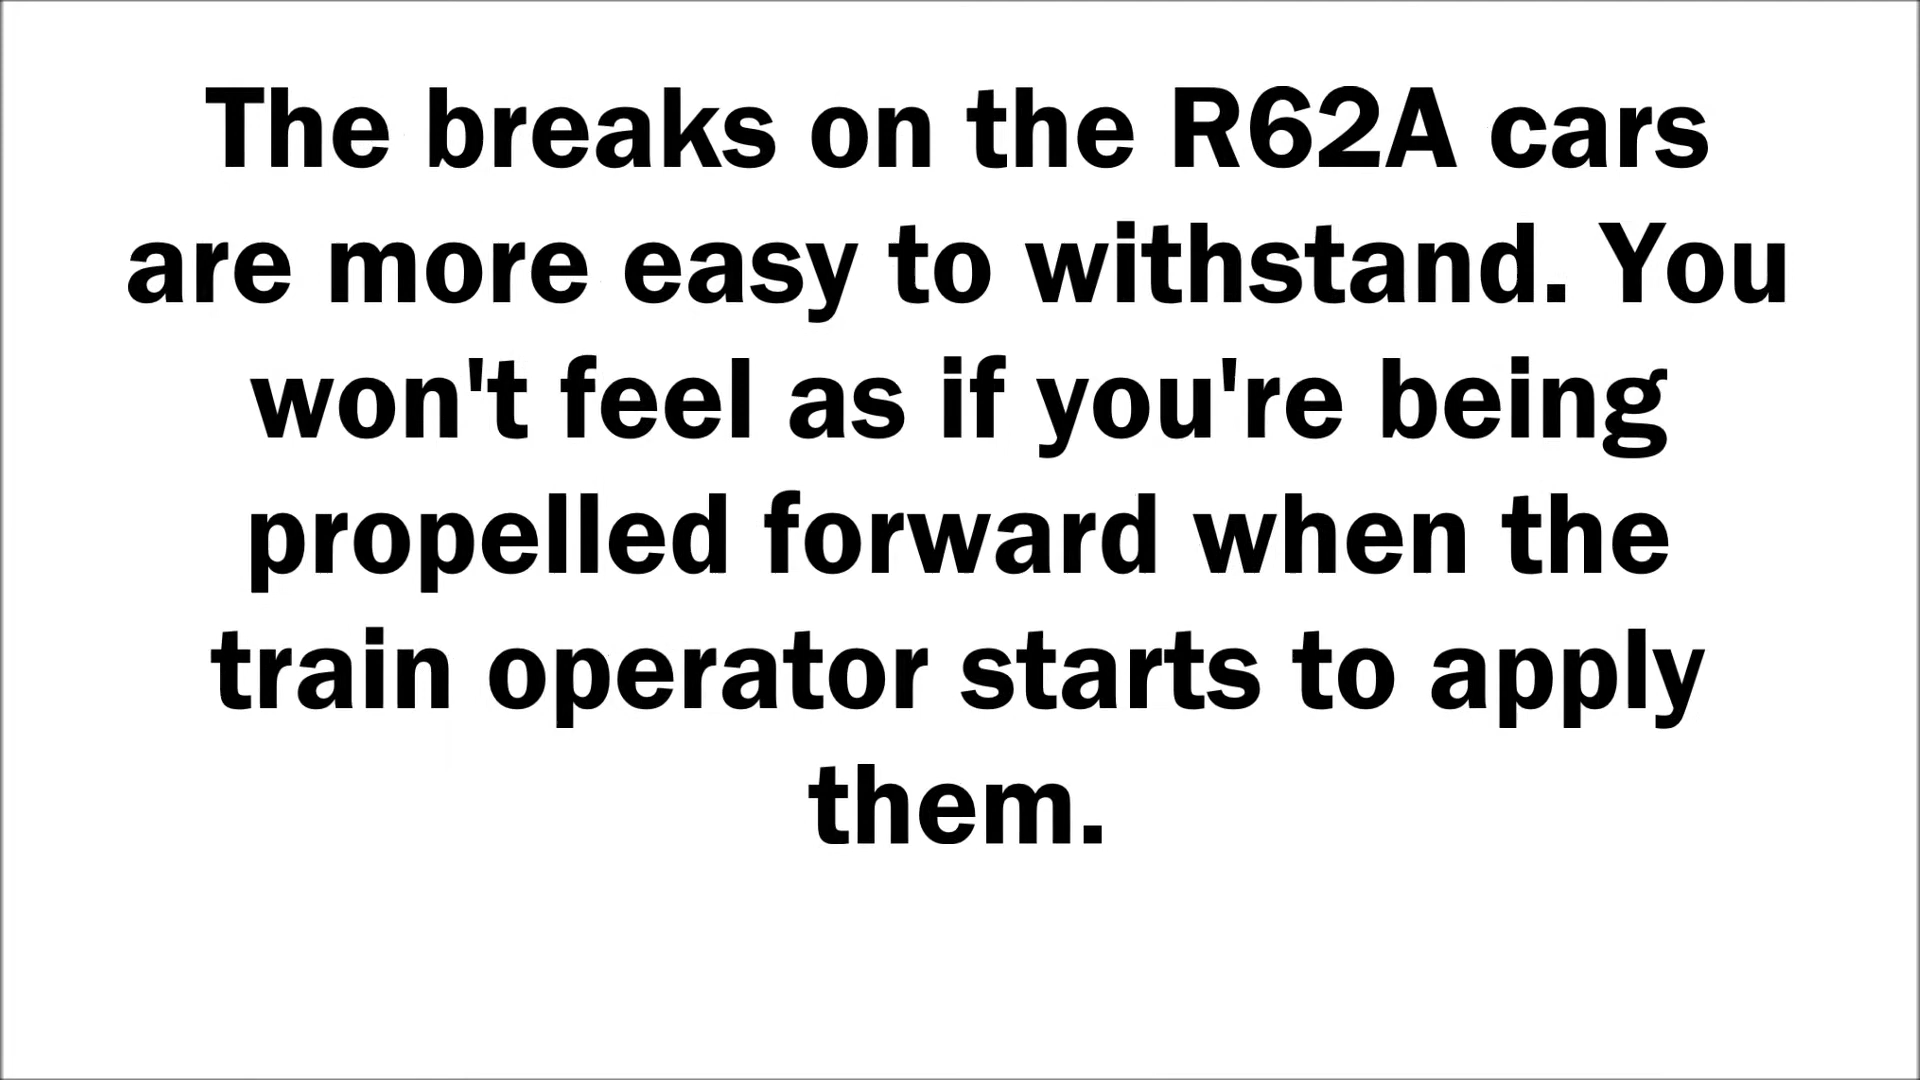 The breaks on the R62A cars
are more easy to withstand. You
won't feel as if you're being
propelled forward when the
train operator starts to apply
them.